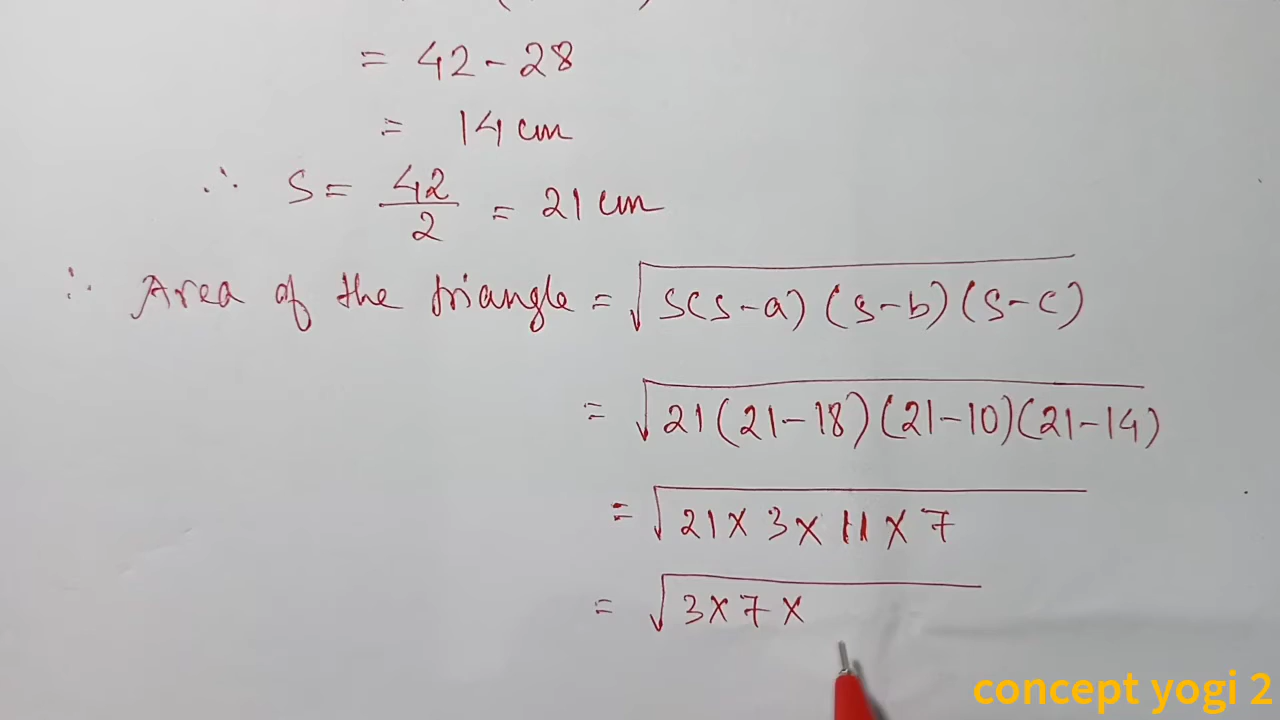 = 42 - 28
= 14 cm
∴ S = 42/2 = 21 cm
∴ Area of the triangle = √s(s-a)(s-b)(s-c)
= √21(21-18)(21-10)(21-14)
= √21 × 3 × 11 × 7
= √3 × 7 ×
concept yogi 2